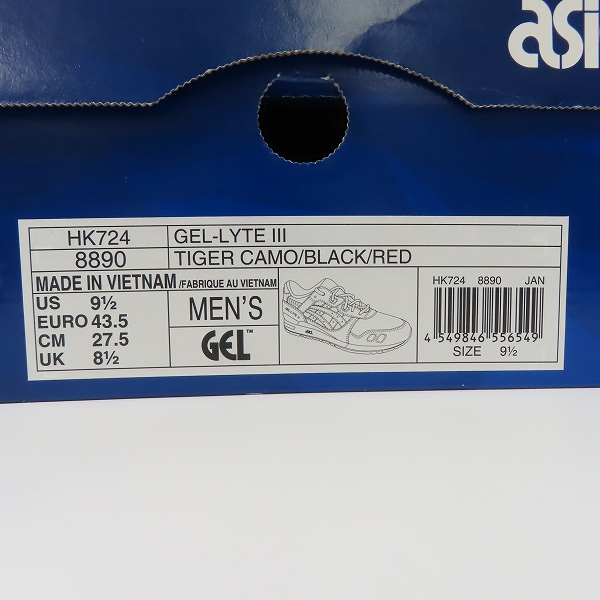 asi
HK724 GEL-LYTE III
8890 TIGER CAMO/BLACK/RED
MADE IN VIETNAM /FABRIQUE AU VIETNAM
US 9½
EURO 43.5
CM 27.5
UK 8½
MEN'S
GEL™
HK724 8890 JAN
4 549846 556549
SIZE 9½